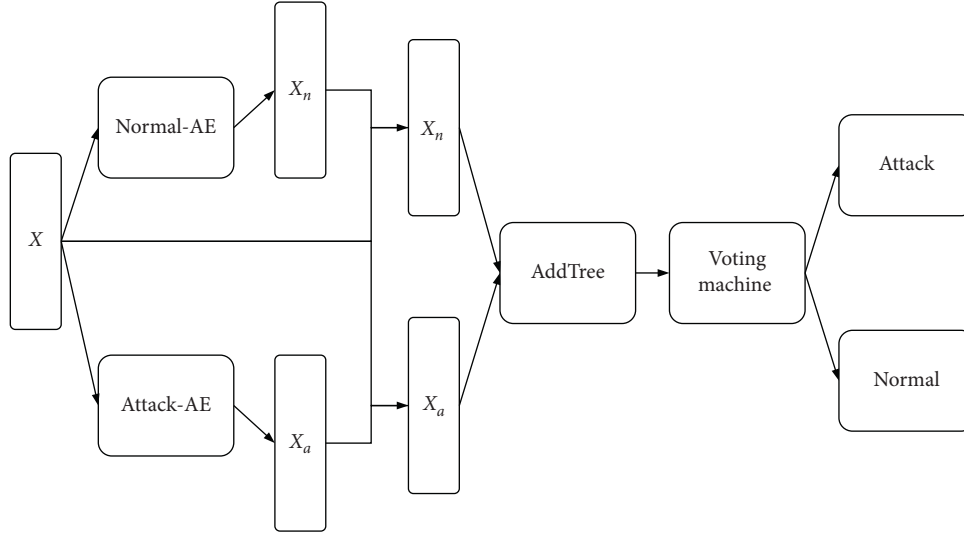 X
Normal-AE
Attack-AE
Xₙ
Xₐ
Xₙ
Xₐ
AddTree
Voting
machine
Attack
Normal